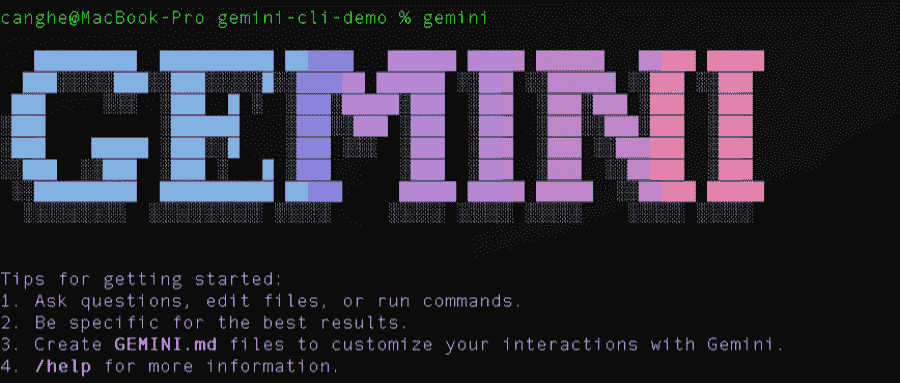 canghe@MacBook-Pro gemini-cli-demo % gemini
GEMINI
Tips for getting started:
1. Ask questions, edit files, or run commands.
2. Be specific for the best results.
3. Create GEMINI.md files to customize your interactions with Gemini.
4. /help for more information.